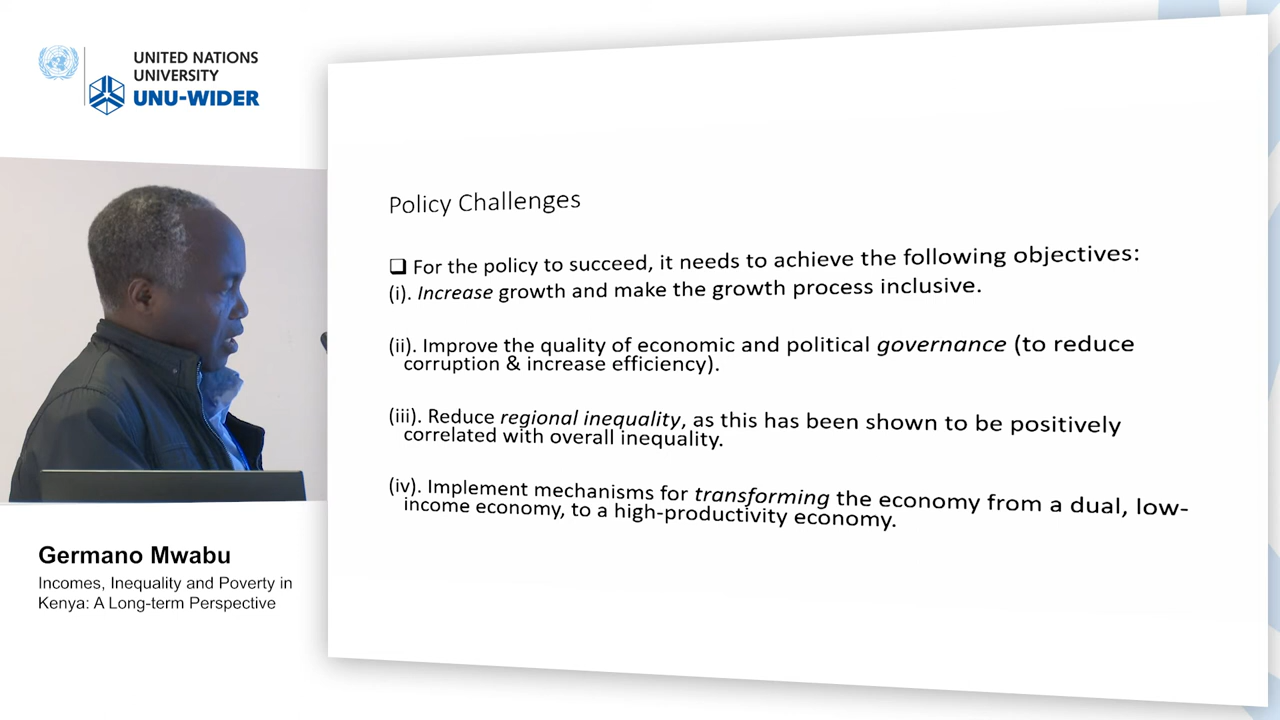 UNITED NATIONS
UNIVERSITY
UNU-WIDER
Policy Challenges
❑ For the policy to succeed, it needs to achieve the following objectives:
(i). Increase growth and make the growth process inclusive.
(ii). Improve the quality of economic and political governance (to reduce
corruption & increase efficiency).
(iii). Reduce regional inequality, as this has been shown to be positively
correlated with overall inequality.
(iv). Implement mechanisms for transforming the economy from a dual, low-
income economy, to a high-productivity economy.
Germano Mwabu
Incomes, Inequality and Poverty in
Kenya: A Long-term Perspective